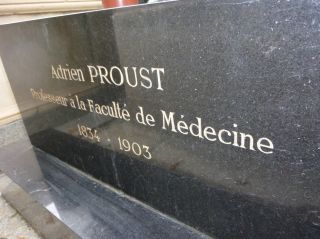 Adrien PROUST
Professeur à la Faculté de Médecine
1834 - 1903